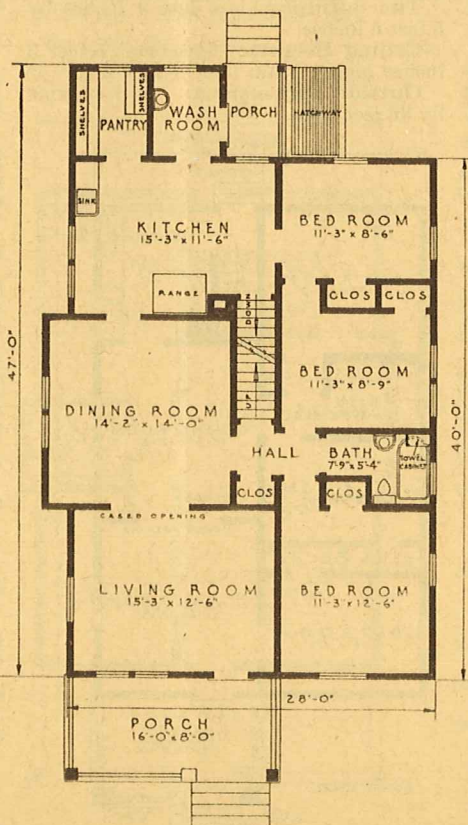 SHELVES
SHELVES
PANTRY
WASH
ROOM
PORCH
HATCHWAY
SINK
KITCHEN
15'-3" x 11'-6"
BED ROOM
11'-3" x 8'-6"
RANGE
CLOS
CLOS
DOWN
UP
BED ROOM
11'-3" x 8'-9"
47'-0"
40'-0"
DINING ROOM
14'-2" x 14'-0"
HALL
BATH
7'-9" x 5'-4"
TOWEL
CABINET
CLOS
CLOS
CASED OPENING
LIVING ROOM
15'-3" x 12'-6"
BED ROOM
11'-3" x 12'-6"
28'-0"
PORCH
16'-0" x 8'-0"